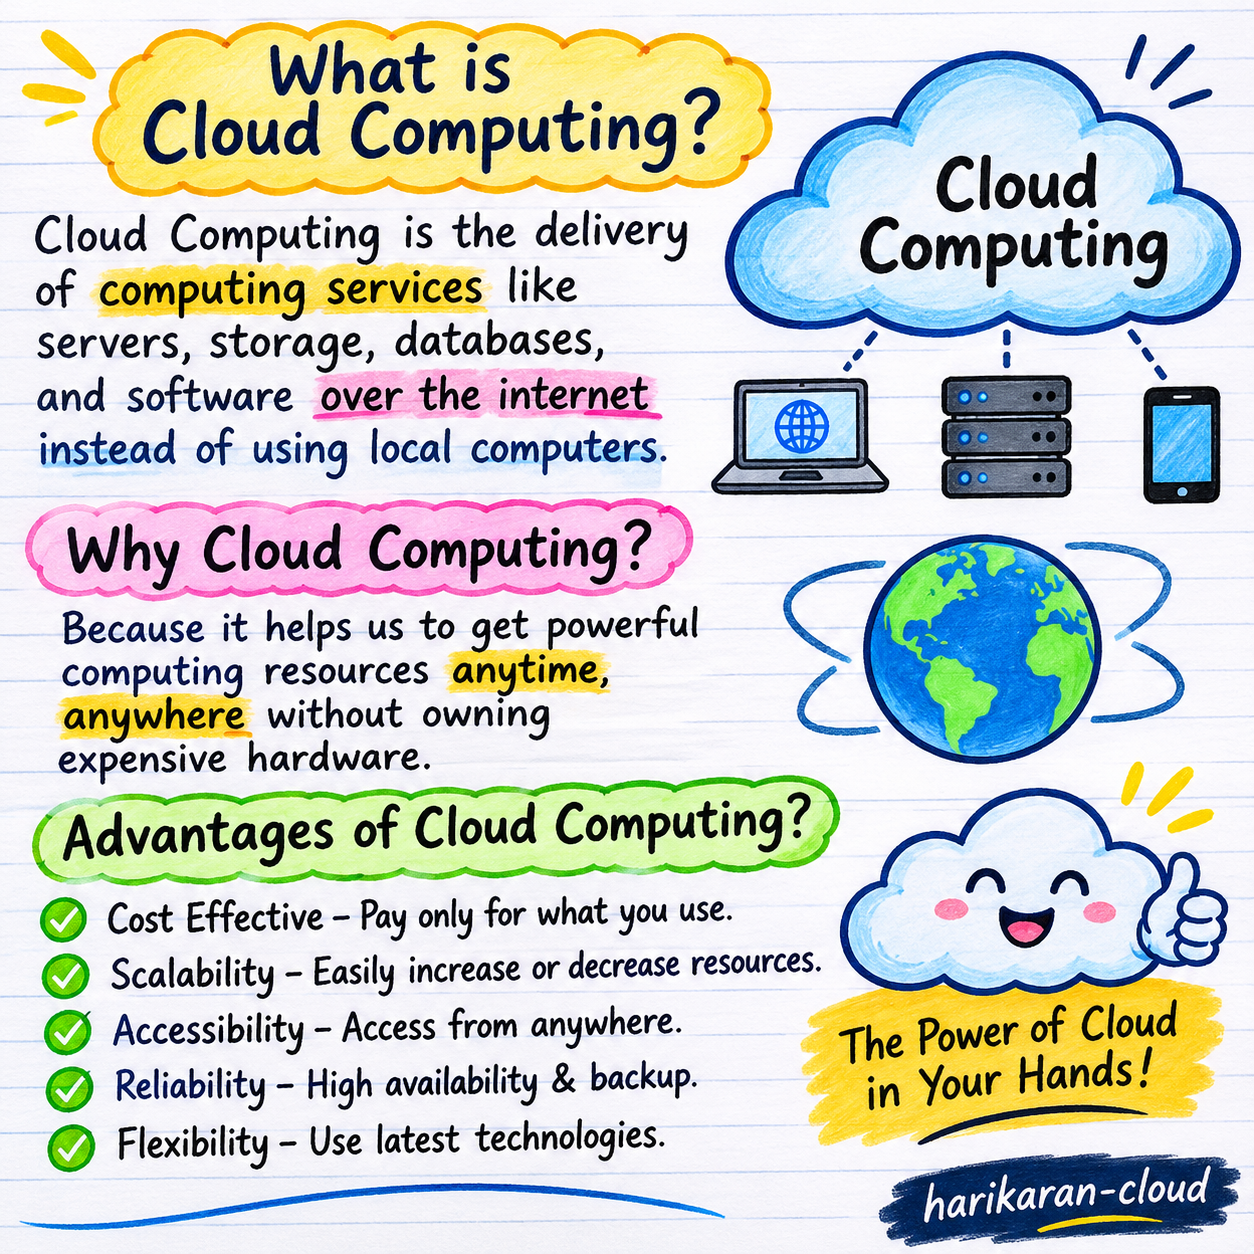 What is
Cloud Computing?
Cloud Computing is the delivery
of computing services like
servers, storage, databases,
and software over the internet
instead of using local computers.
Cloud
Computing
Why Cloud Computing?
Because it helps us to get powerful
computing resources anytime,
anywhere without owning
expensive hardware.
Advantages of Cloud Computing?
Cost Effective – Pay only for what you use.
Scalability – Easily increase or decrease resources.
Accessibility – Access from anywhere.
Reliability – High availability & backup.
Flexibility – Use latest technologies.
The Power of Cloud
in Your Hands!
harikaran-cloud